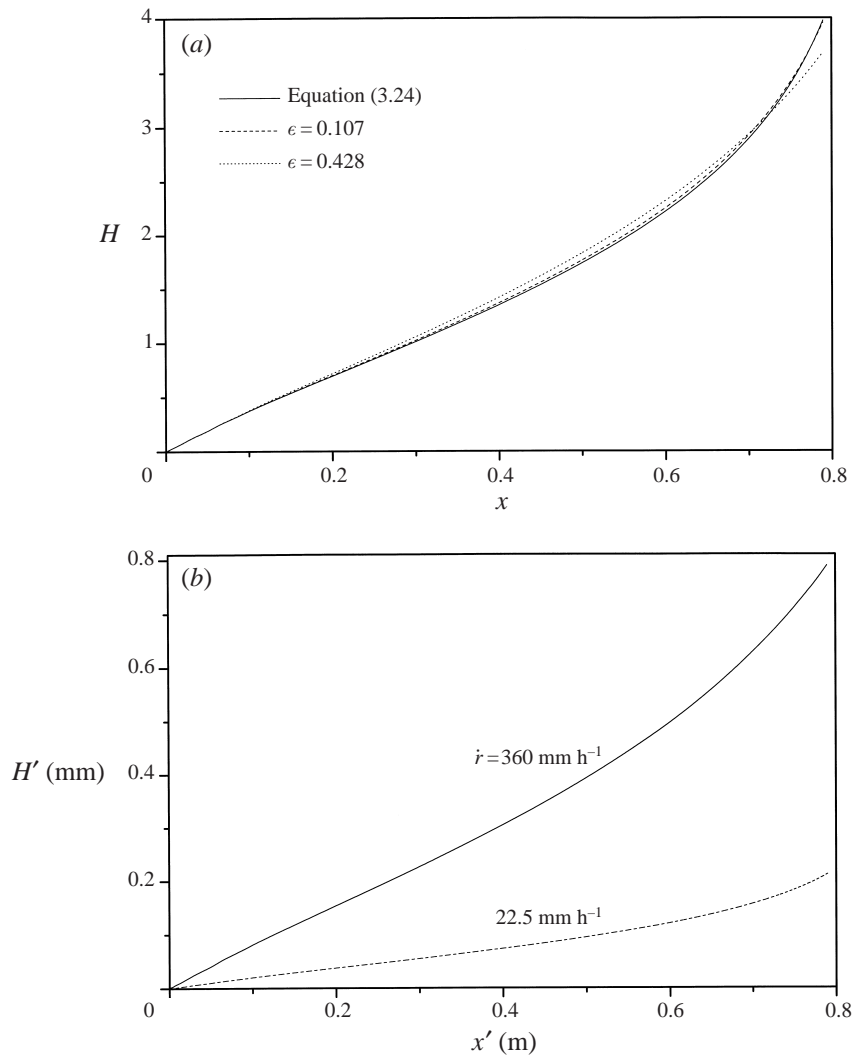 (a)
4
3
2
1
0
H
Equation (3.24)
ϵ = 0.107
ϵ = 0.428
0.2
0.4
0.6
0.8
x
(b)
0.8
0.6
0.4
0.2
0
H′ (mm)
ṙ = 360 mm h⁻¹
22.5 mm h⁻¹
0.2
0.4
0.6
0.8
x′ (m)